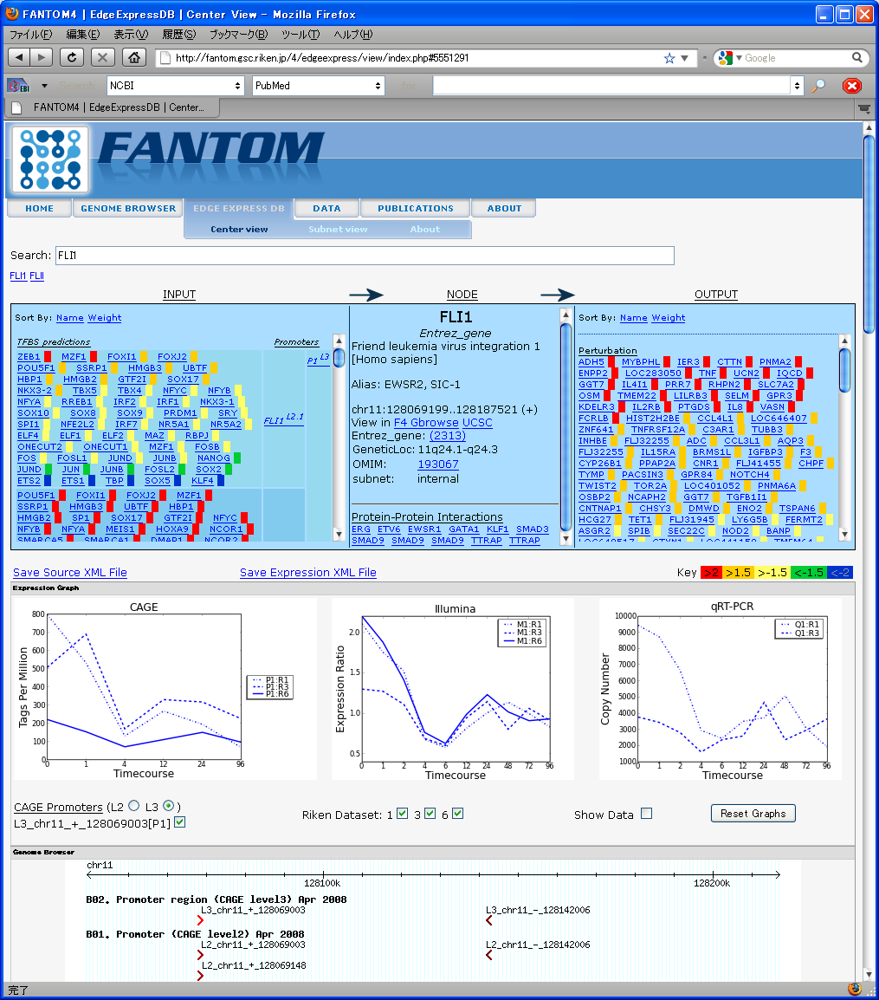 FANTOM4 | EdgeExpressDB | Center View - Mozilla Firefox
ファイル(F) 編集(E) 表示(V) 履歴(S) ブックマーク(B) ツール(T) ヘルプ(H)
http://fantom.gsc.riken.jp/4/edgeexpress/view/index.php#5551291 Google
EBI Search NCBI PubMed for
FANTOM4 | EdgeExpressDB | Center...
FANTOM
HOME GENOME BROWSER EDGE EXPRESS DB DATA PUBLICATIONS ABOUT
Center view Subnet view About
Search: FLI1
FLI1 FLII
INPUT NODE OUTPUT
Sort By: Name Weight
TFBS predictions Promoters
ZEB1 MZF1 FOXI1 FOXJ2
POU5F1 SSRP1 HMGB3 UBTF
HBP1 HMGB2 GTF2I SOX17
NKX3-2 TBX5 TBX4 NFYC NFYB
NFYA RREB1 IRF2 IRF1 NKX3-1
SOX10 SOX8 SOX9 PRDM1 SRY
SPI1 NFE2L2 IRF7 NR5A1 NR5A2
ELF4 ELF1 ELF2 MAZ RBPJ
ONECUT2 ONECUT1 MZF1 FOSB
FOS FOSL1 JUND JUNB NANOG
JUND JUN JUNB FOSL2 SOX2
ETS2 ETS1 TBP SOX5 KLF4
P1 L3
FLI1 L2.1
POU5F1 FOXI1 FOXJ2 MZF1
SSRP1 HMGB3 UBTF HBP1
HMGB2 SP1 SOX17 GTF2I NFYC
NFYB NFYA MEIS1 HOXA9 NCOR1
SMARCA5 SMARCA1 DMAP1 NCOR2
FLI1
Entrez_gene
Friend leukemia virus integration 1
[Homo sapiens]
Alias: EWSR2, SIC-1
chr11:128069199..128187521 (+)
View in F4 Gbrowse UCSC
Entrez_gene: (2313)
GeneticLoc: 11q24.1-q24.3
OMIM: 193067
subnet: internal
Protein-Protein Interactions
ERG ETV6 EWSR1 GATA1 KLF1 SMAD3
SMAD9 SMAD9 SMAD9 TTRAP TTRAP
Sort By: Name Weight
Perturbation
ADH5 MYBPHL IER3 CTTN PNMA2
ENPP2 LOC283050 TNF UCN2 IQCD
GGT7 IL4I1 PRR7 RHPN2 SLC7A2
OSM TMEM22 LILRB3 SELM GPR3
KDELR3 IL2RB PTGDS IL8 VASN
FCRLB HIST2H2BE CCL4L1 LOC646407
ZNF641 TNFRSF12A C3AR1 TUBB3
INHBE FLJ32255 ADC CCL3L1 AQP3
FLJ32255 IL15RA BRMS1L IGFBP3 F3
CYP26B1 PPAP2A CNR1 FLJ41455 CHPF
TYMP PACSIN3 GPR84 NOTCH4
TWIST2 TOR2A LOC401052 PNMA6A
OSBP2 NCAPH2 GGT7 TGFB1I1
CNTNAP1 CHSY3 DMWD ENO2 TSPAN6
HCG27 TET1 FLJ31945 LY6G5B FERMT2
ASGR2 SPIB SEC22C NOD2 BANP
Save Source XML File Save Expression XML File Key >2 >1.5 >-1.5 <-1.5 <-2
Expression Graph
CAGE
Tags Per Million
800
700
600
500
400
300
200
100
0
0 1 4 12 24 96
Timecourse
P1:R1
P1:R3
P1:R6
Illumina
Expression Ratio
2.0
1.5
1.0
0.5
0 1 2 4 6 12 24 48 72 96
Timecourse
M1:R1
M1:R3
M1:R6
qRT-PCR
Copy Number
10000
9000
8000
7000
6000
5000
4000
3000
2000
1000
0 1 2 4 6 12 24 48 72 96
Timecourse
Q1:R1
Q1:R3
CAGE Promoters (L2 L3 )
L3_chr11_+_128069003[P1]
Riken Dataset: 1 3 6 Show Data Reset Graphs
Genome Browser
chr11
128100k 128200k
B02. Promoter region (CAGE level3) Apr 2008
L3_chr11_+_128069003 L3_chr11_-_128142006
B01. Promoter (CAGE level2) Apr 2008
L2_chr11_+_128069003 L2_chr11_-_128142006
L2_chr11_+_128069148
完了